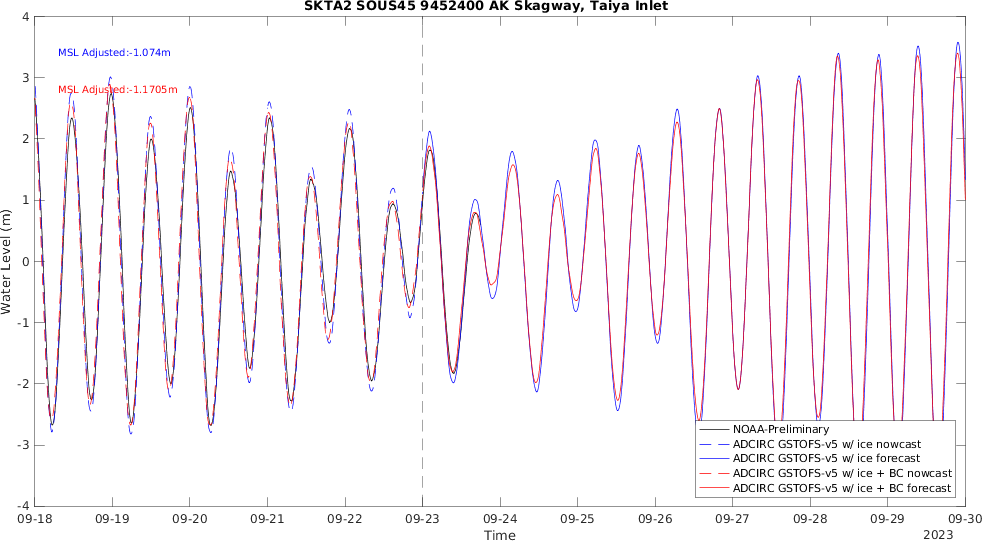 SKTA2 SOUS45 9452400 AK Skagway, Taiya Inlet
4
3
2
1
0
-1
-2
-3
-4
Water Level (m)
MSL Adjusted:-1.074m
MSL Adjusted:-1.1705m
NOAA-Preliminary
ADCIRC GSTOFS-v5 w/ ice nowcast
ADCIRC GSTOFS-v5 w/ ice forecast
ADCIRC GSTOFS-v5 w/ ice + BC nowcast
ADCIRC GSTOFS-v5 w/ ice + BC forecast
09-18 09-19 09-20 09-21 09-22 09-23 09-24 09-25 09-26 09-27 09-28 09-29 09-30
Time
2023